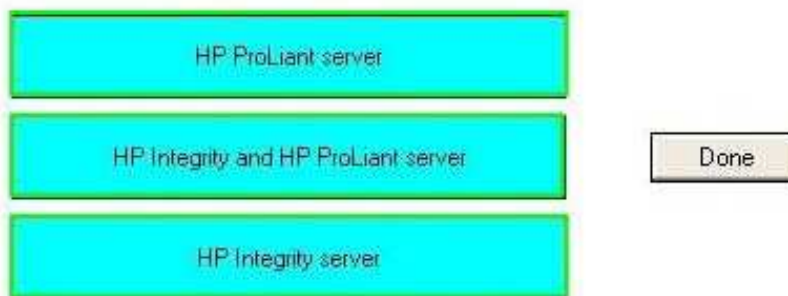 HP ProLiant server
HP Integrity and HP ProLiant server
Done
HP Integrity server